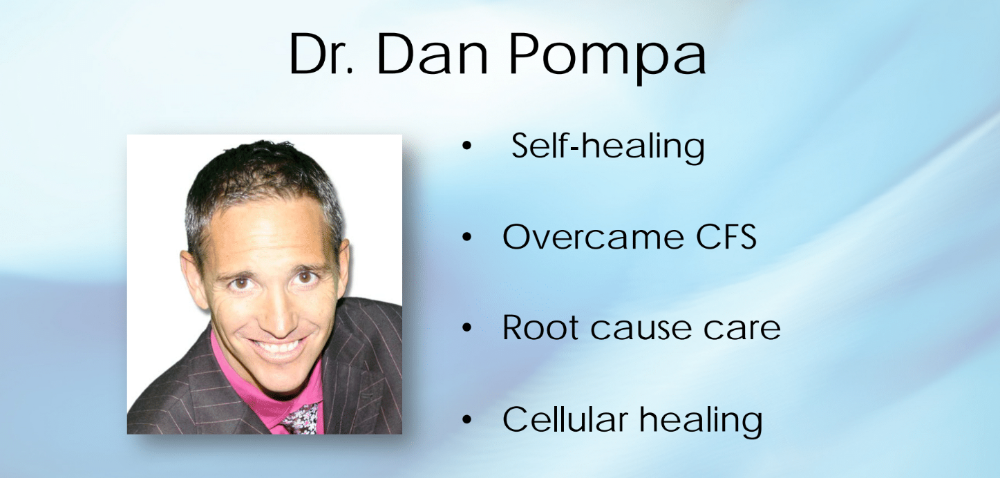 Dr. Dan Pompa
• Self-healing
• Overcame CFS
• Root cause care
• Cellular healing